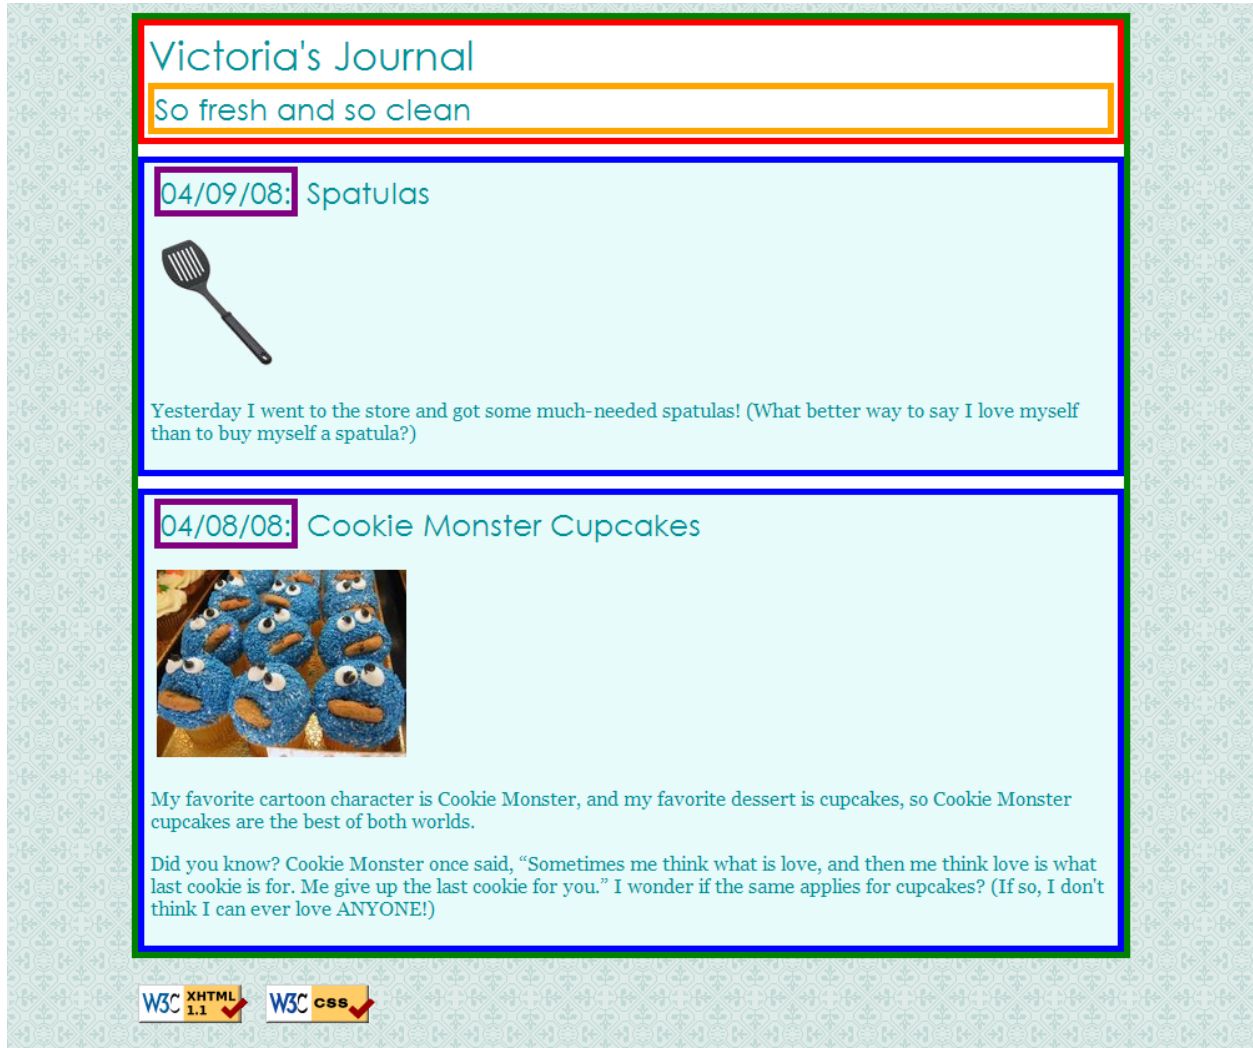 Victoria's Journal
So fresh and so clean
04/09/08: Spatulas
Yesterday I went to the store and got some much-needed spatulas! (What better way to say I love myself
than to buy myself a spatula?)
04/08/08: Cookie Monster Cupcakes
My favorite cartoon character is Cookie Monster, and my favorite dessert is cupcakes, so Cookie Monster
cupcakes are the best of both worlds.
Did you know? Cookie Monster once said, “Sometimes me think what is love, and then me think love is what
last cookie is for. Me give up the last cookie for you.” I wonder if the same applies for cupcakes? (If so, I don't
think I can ever love ANYONE!)
W3C XHTML 1.1
W3C css